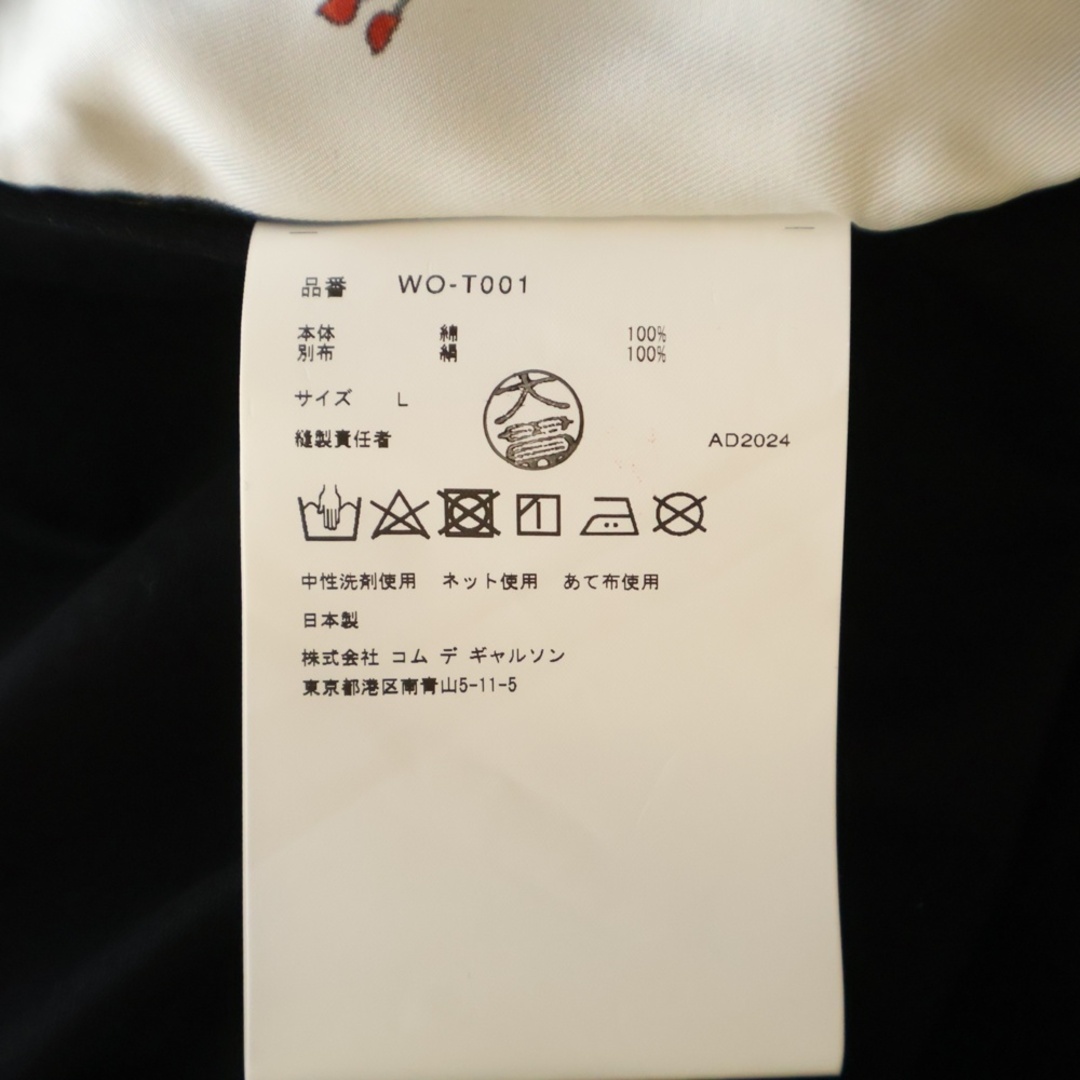 品番 WO-T001
本体 綿 100%
別布 絹 100%
サイズ L
縫製責任者 大賀 AD2024
中性洗剤使用 ネット使用 あて布使用
日本製
株式会社 コム デ ギャルソン
東京都港区南青山5-11-5